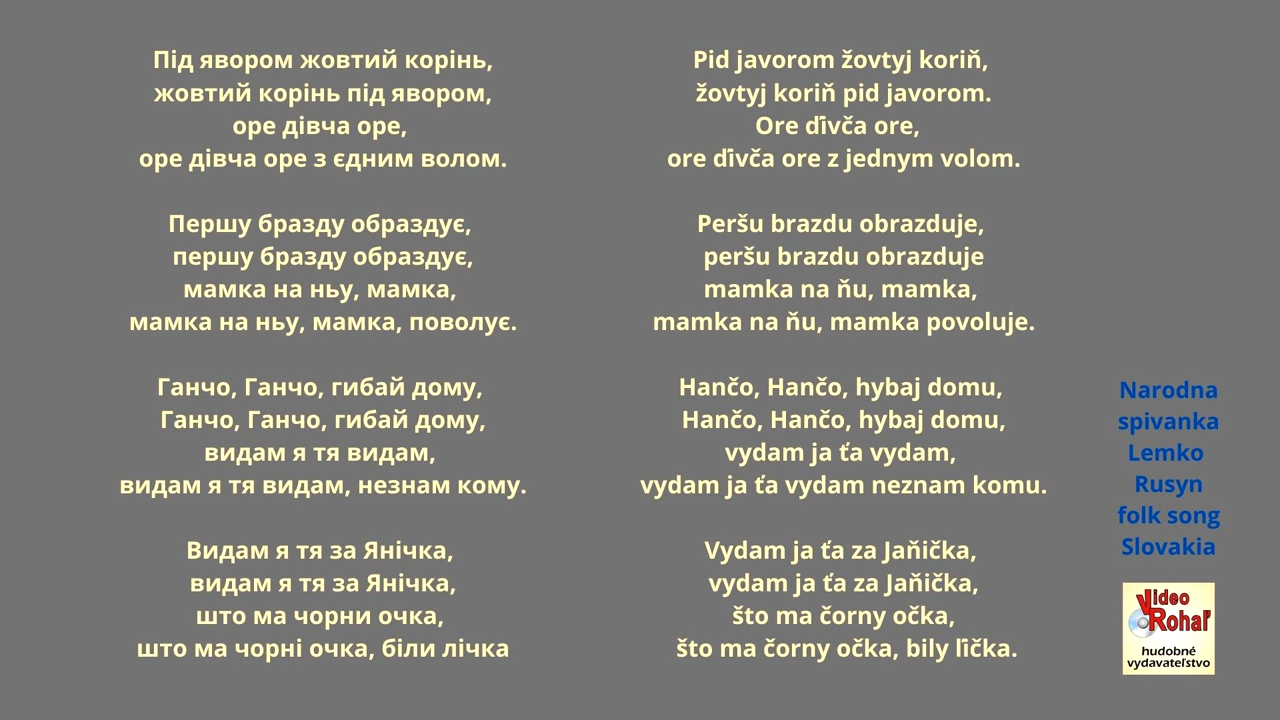 Під явором жовтий корінь,
жовтий корінь під явором,
оре дівча оре,
оре дівча оре з єдним волом.
Першу бразду образдує,
першу бразду образдує,
мамка на ньу, мамка,
мамка на ньу, мамка, поволує.
Ганчо, Ганчо, гибай дому,
Ганчо, Ганчо, гибай дому,
видам я тя видам,
видам я тя видам, незнам кому.
Видам я тя за Янічка,
видам я тя за Янічка,
што ма чорни очка,
што ма чорні очка, біли лічка
Pid javorom žovtyj koriň,
žovtyj koriň pid javorom.
Ore ďivča ore,
ore ďivča ore z jednym volom.
Peršu brazdu obrazduje,
peršu brazdu obrazduje
mamka na ňu, mamka,
mamka na ňu, mamka povoluje.
Hančo, Hančo, hybaj domu,
Hančo, Hančo, hybaj domu,
vydam ja ťa vydam,
vydam ja ťa vydam neznam komu.
Vydam ja ťa za Jaňička,
vydam ja ťa za Jaňička,
što ma čorny očka,
što ma čorny očka, bily ľička.
Narodna
spivanka
Lemko
Rusyn
folk song
Slovakia
Video
Rohaľ
hudobné
vydavateľstvo